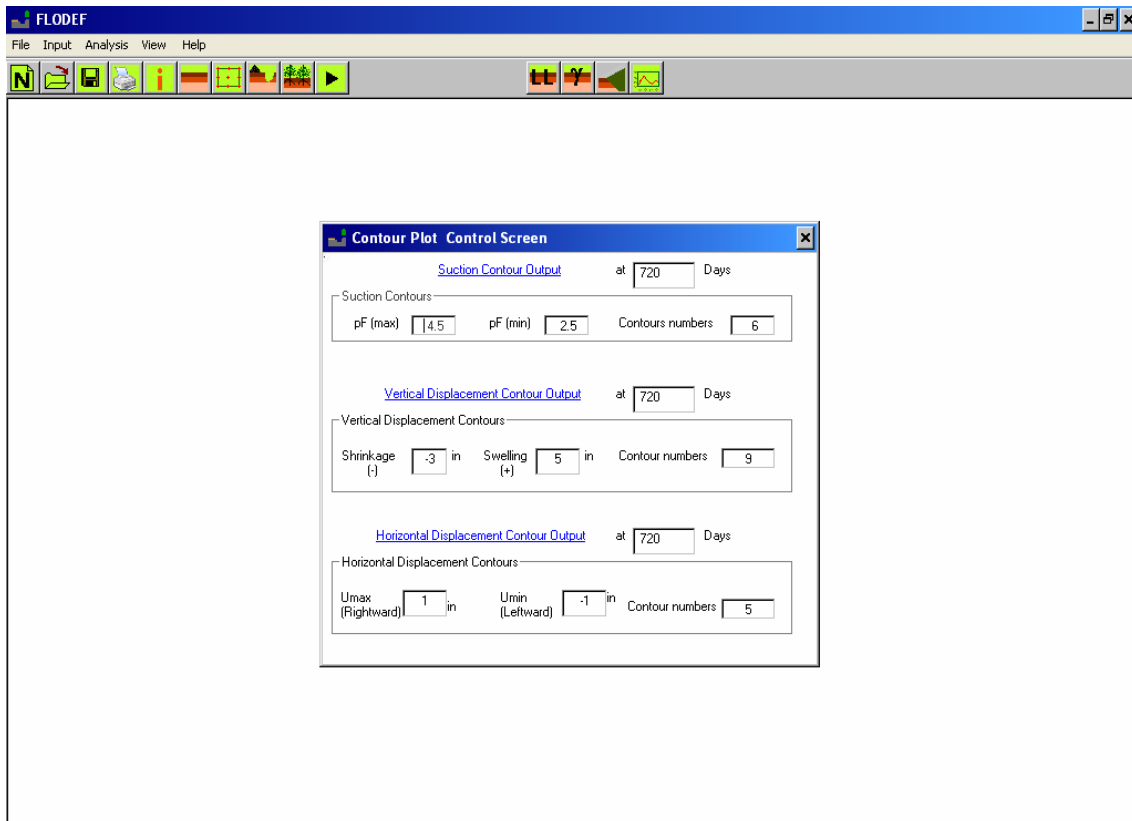 FLODEF
File Input Analysis View Help
N i LL γ
Contour Plot Control Screen
Suction Contour Output at 720 Days
Suction Contours
pF (max) 4.5 pF (min) 2.5 Contours numbers 6
Vertical Displacement Contour Output at 720 Days
Vertical Displacement Contours
Shrinkage (-) -3 in Swelling (+) 5 in Contour numbers 9
Horizontal Displacement Contour Output at 720 Days
Horizontal Displacement Contours
Umax (Rightward) 1 in Umin (Leftward) -1 in Contour numbers 5